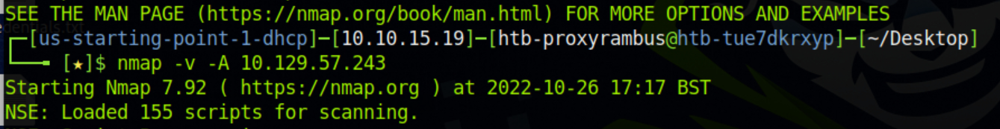 SEE THE MAN PAGE (https://nmap.org/book/man.html) FOR MORE OPTIONS AND EXAMPLES
┌─[us-starting-point-1-dhcp]─[10.10.15.19]─[htb-proxyrambus@htb-tue7dkrxyp]─[~/Desktop]
└──╼ [★]$ nmap -v -A 10.129.57.243
Starting Nmap 7.92 ( https://nmap.org ) at 2022-10-26 17:17 BST
NSE: Loaded 155 scripts for scanning.